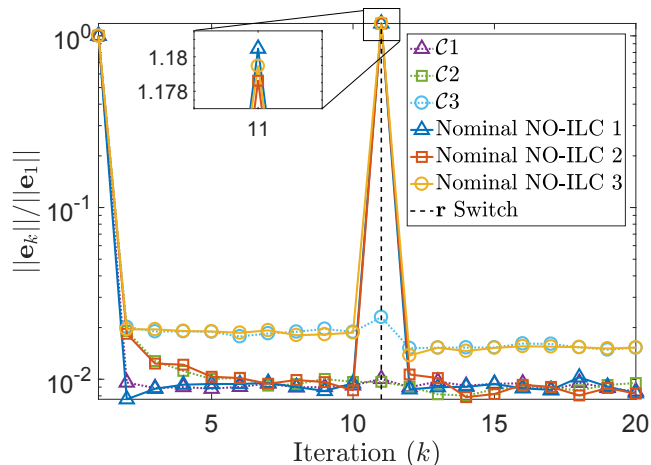 10^0
10^-1
10^-2
||e_k||/||e_1||
1.18
1.178
11
𝒞1
𝒞2
𝒞3
Nominal NO-ILC 1
Nominal NO-ILC 2
Nominal NO-ILC 3
r Switch
5 10 15 20
Iteration (k)